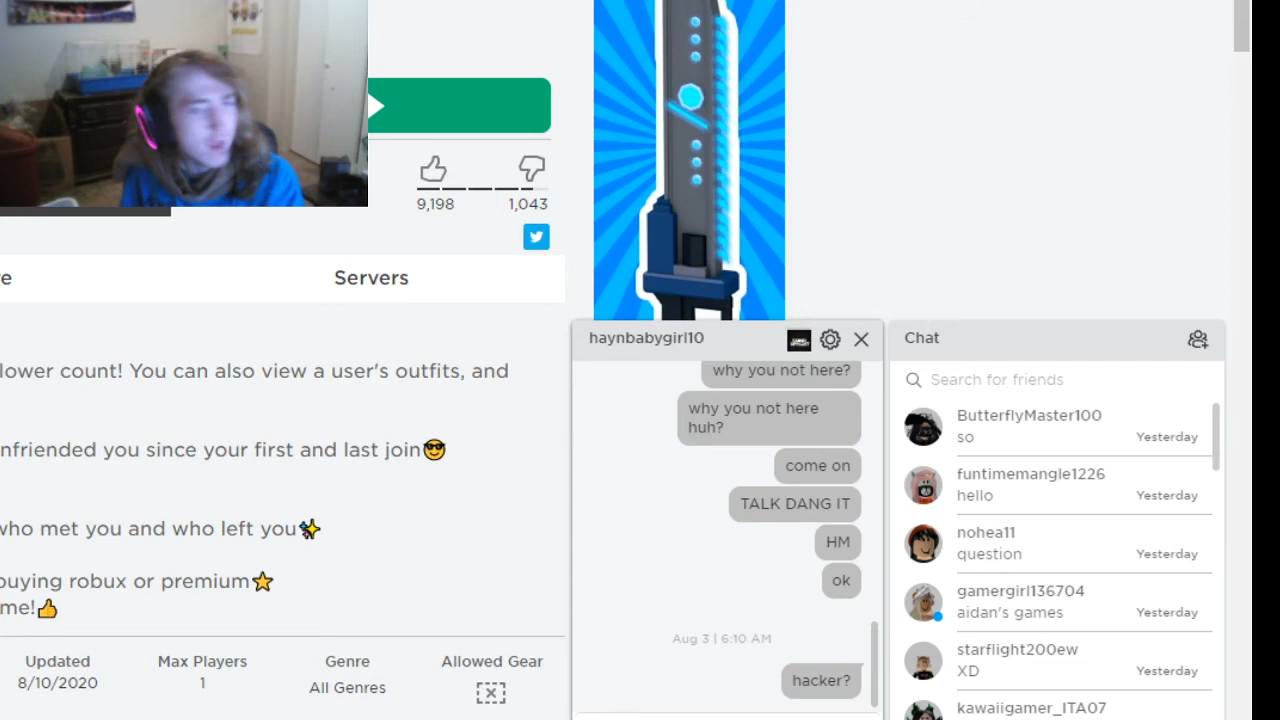 9,198
1,043
re
Servers
lower count! You can also view a user's outfits, and
nfriended you since your first and last join😎
who met you and who left you✨
buying robux or premium⭐
me!👍
Updated
8/10/2020
Max Players
1
Genre
All Genres
Allowed Gear
haynbabygirl10
why you not here?
why you not here
huh?
come on
TALK DANG IT
HM
ok
Aug 3 | 6:10 AM
hacker?
Chat
Search for friends
ButterflyMaster100
so
Yesterday
funtimemangle1226
hello
Yesterday
nohea11
question
Yesterday
gamergirl136704
aidan's games
Yesterday
starflight200ew
XD
Yesterday
kawaiigamer_ITA07